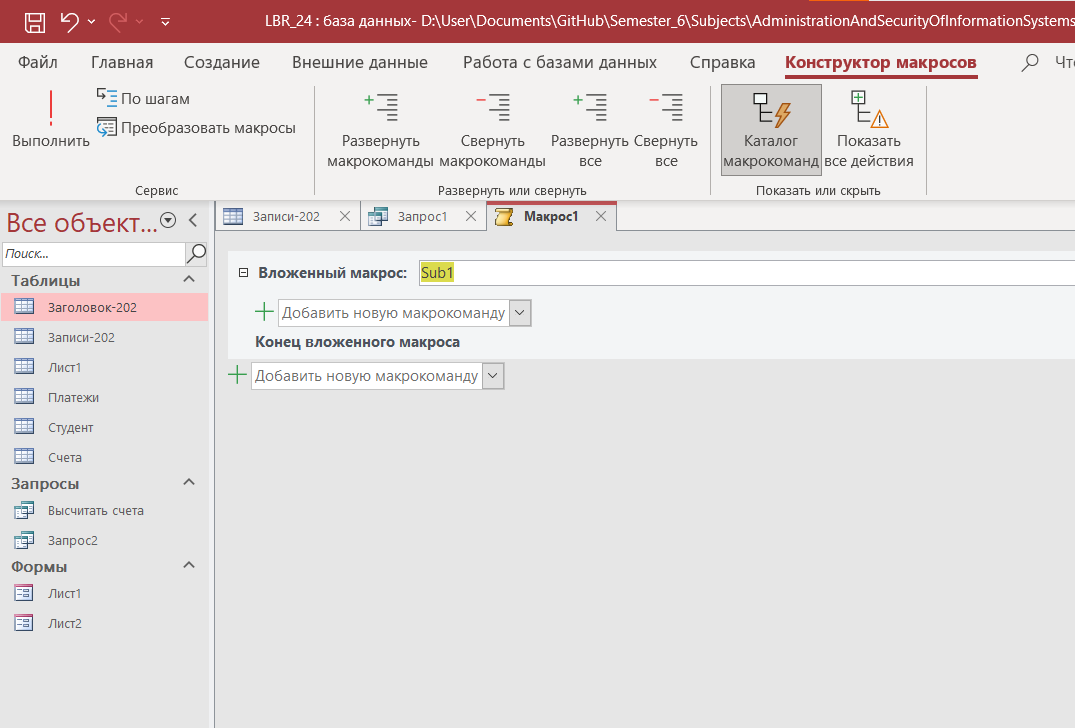 LBR_24 : база данных- D:\User\Documents\GitHub\Semester_6\Subjects\AdministrationAndSecurityOfInformationSystems
Файл Главная Создание Внешние данные Работа с базами данных Справка Конструктор макросов Чт
Выполнить
По шагам
Преобразовать макросы
Сервис
Развернуть макрокоманды
Свернуть макрокоманды
Развернуть все
Свернуть все
Развернуть или свернуть
Каталог макрокоманд
Показать все действия
Показать или скрыть
Все объект...
Поиск...
Таблицы
Заголовок-202
Записи-202
Лист1
Платежи
Студент
Счета
Запросы
Высчитать счета
Запрос2
Формы
Лист1
Лист2
Записи-202 Запрос1 Макрос1
Вложенный макрос: Sub1
Добавить новую макрокоманду
Конец вложенного макроса
Добавить новую макрокоманду